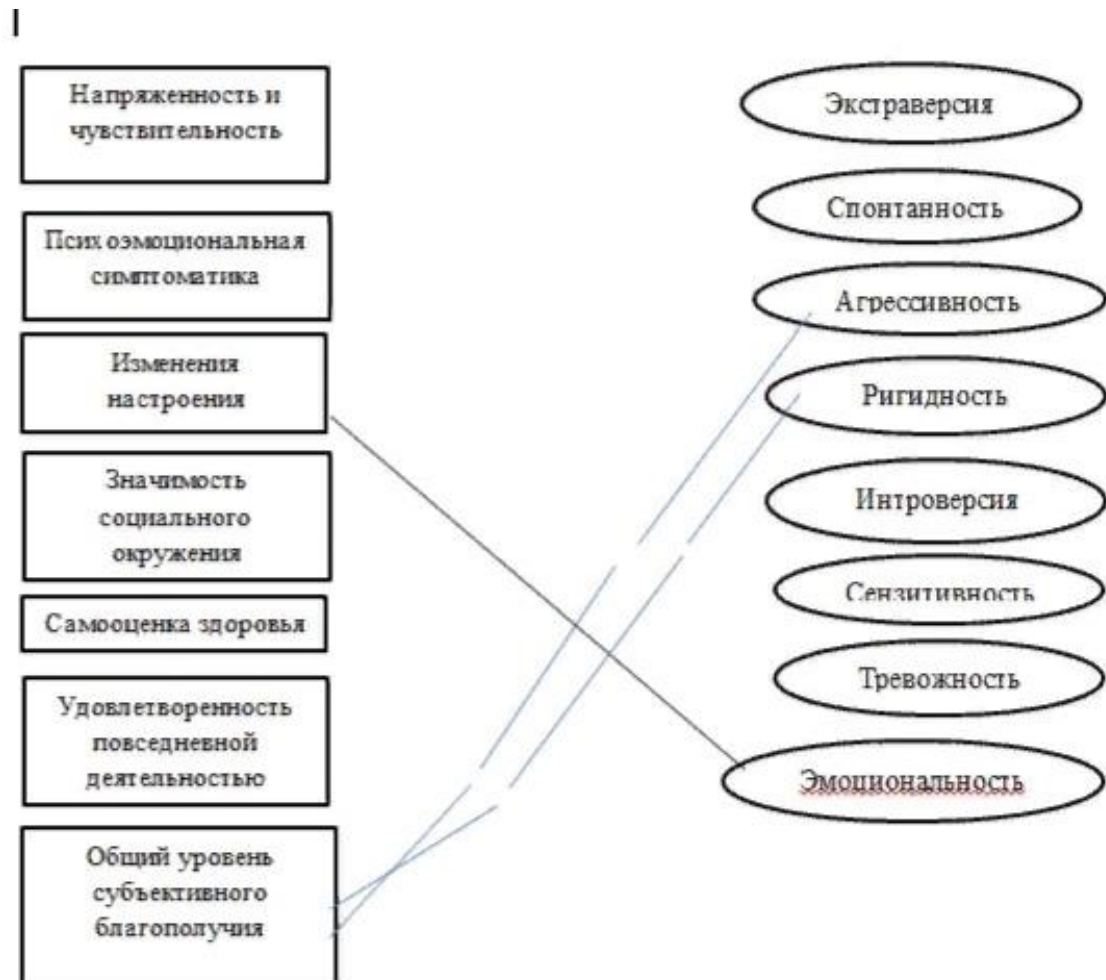 Напряженность и
чувствительность
Психоэмоциональная
симптоматика
Изменения
настроения
Значимость
социального
окружения
Самооценка здоровья
Удовлетворенность
повседневной
деятельностью
Общий уровень
субъективного
благополучия
Экстраверсия
Спонтанность
Агрессивность
Ригидность
Интроверсия
Сензитивность
Тревожность
Эмоциональность